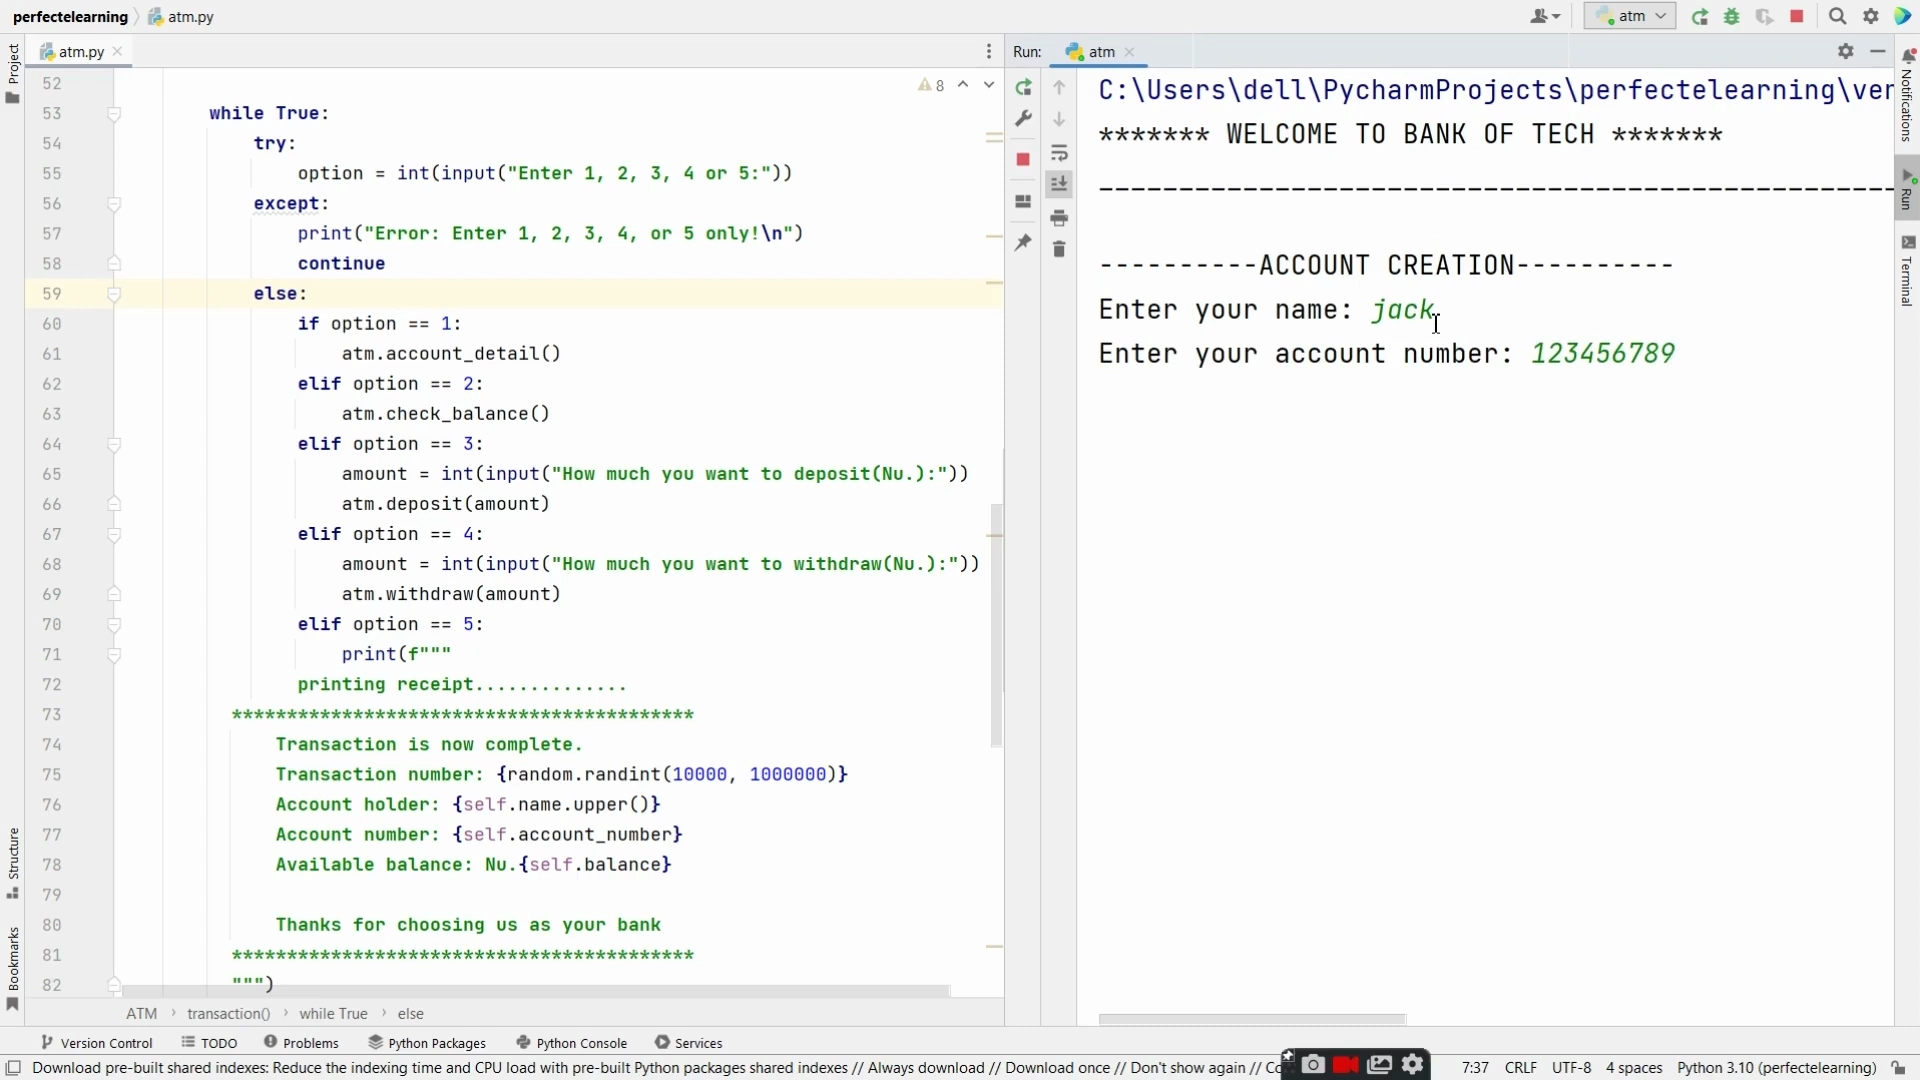 perfectelearning atm.py
atm
Project
atm.py
8
52
53 while True:
54 try:
55 option = int(input("Enter 1, 2, 3, 4 or 5:"))
56 except:
57 print("Error: Enter 1, 2, 3, 4, or 5 only!\n")
58 continue
59 else:
60 if option == 1:
61 atm.account_detail()
62 elif option == 2:
63 atm.check_balance()
64 elif option == 3:
65 amount = int(input("How much you want to deposit(Nu.):"))
66 atm.deposit(amount)
67 elif option == 4:
68 amount = int(input("How much you want to withdraw(Nu.):"))
69 atm.withdraw(amount)
70 elif option == 5:
71 print(f"""
72 printing receipt..............
73 ******************************************
74 Transaction is now complete.
75 Transaction number: {random.randint(10000, 1000000)}
76 Account holder: {self.name.upper()}
77 Account number: {self.account_number}
78 Available balance: Nu.{self.balance}
79
80 Thanks for choosing us as your bank
81 ******************************************
82 """)
ATM transaction() while True else
Structure
Bookmarks
Run: atm
C:\Users\dell\PycharmProjects\perfectelearning\ver
******* WELCOME TO BANK OF TECH *******
--------------------------------------------------
----------ACCOUNT CREATION----------
Enter your name: jack
Enter your account number: 123456789
Notifications
Run
Terminal
Version Control TODO Problems Python Packages Python Console Services
Download pre-built shared indexes: Reduce the indexing time and CPU load with pre-built Python packages shared indexes // Always download // Download once // Don't show again // Co
7:37 CRLF UTF-8 4 spaces Python 3.10 (perfectelearning)